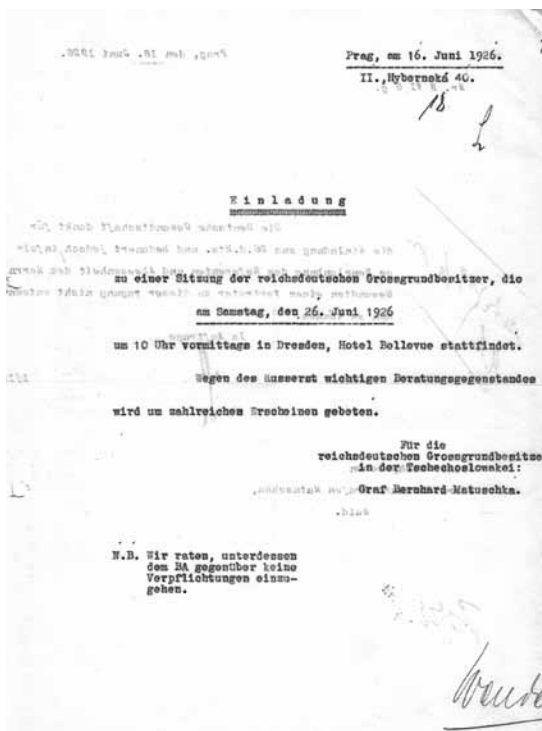 Prag, am 16. Juni 1926.
II.,Hybernská 40.
18
Einladung
zu einer Sitzung der reichsdeutschen Grossgrundbesitzer, die
am Samstag, den 26. Juni 1926
um 10 Uhr vormittags in Dresden, Hotel Bellevue stattfindet.
Wegen des äusserst wichtigen Beratungsgegenstandes
wird um zahlreiches Erscheinen gebeten.
Für die
reichsdeutschen Grossgrundbesitze
in der Tschechoslowakei:
Graf Bernhard Matuschka.
N.B. Wir raten, unterdessen
dem BA gegenüber keine
Verpflichtungen einzu-
gehen.